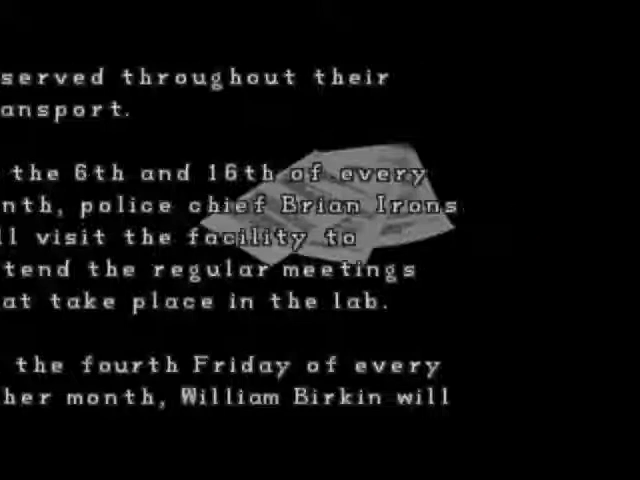 served throughout their
ansport.
the 6th and 16th of every
nth, police chief Brian Irons
ll visit the facility to
tend the regular meetings
at take place in the lab.
the fourth Friday of every
her month, William Birkin will